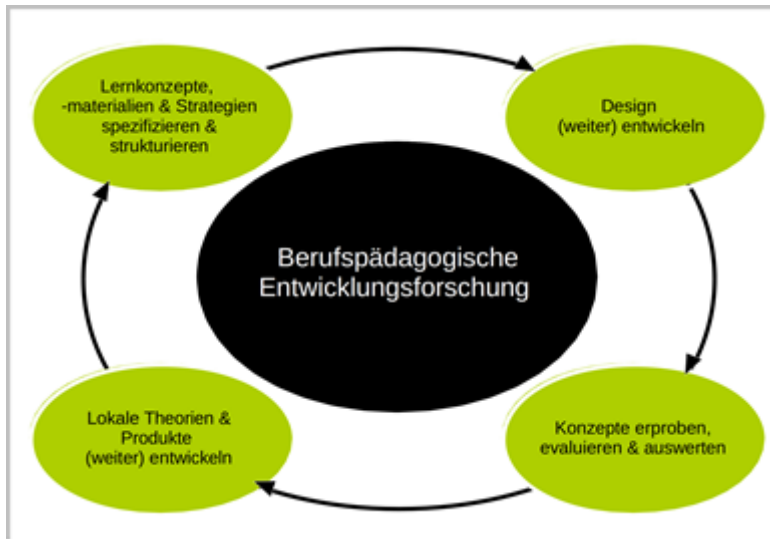 Lernkonzepte,
-materialien & Strategien
spezifizieren &
strukturieren
Design
(weiter) entwickeln
Berufspädagogische
Entwicklungsforschung
Lokale Theorien &
Produkte
(weiter) entwickeln
Konzepte erproben,
evaluieren & auswerten